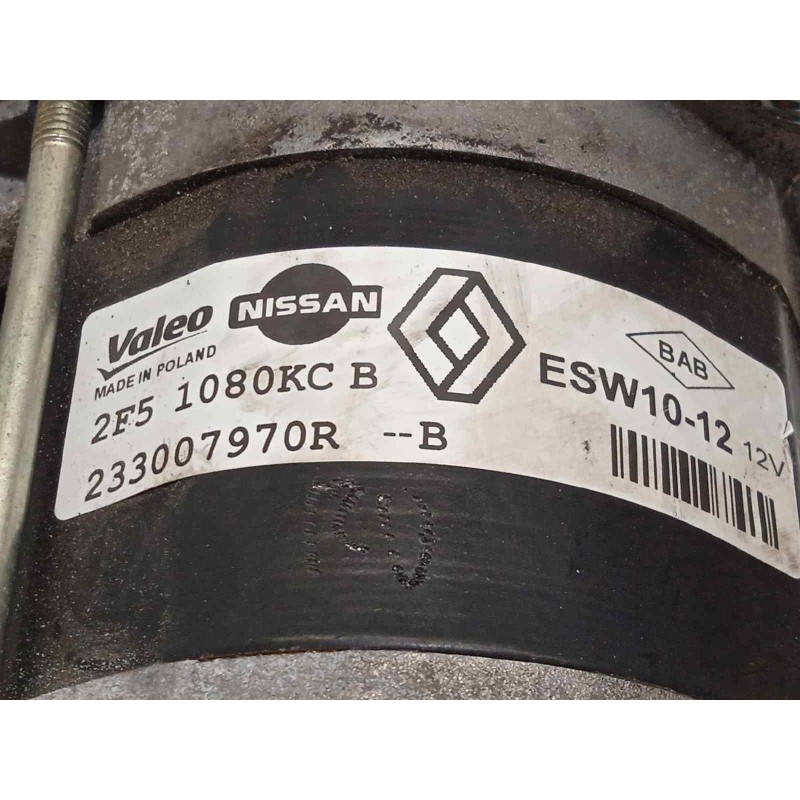 Valeo NISSAN
MADE IN POLAND
2F5 1080KC B
233007970R --B
BAB
ESW10-12 12V